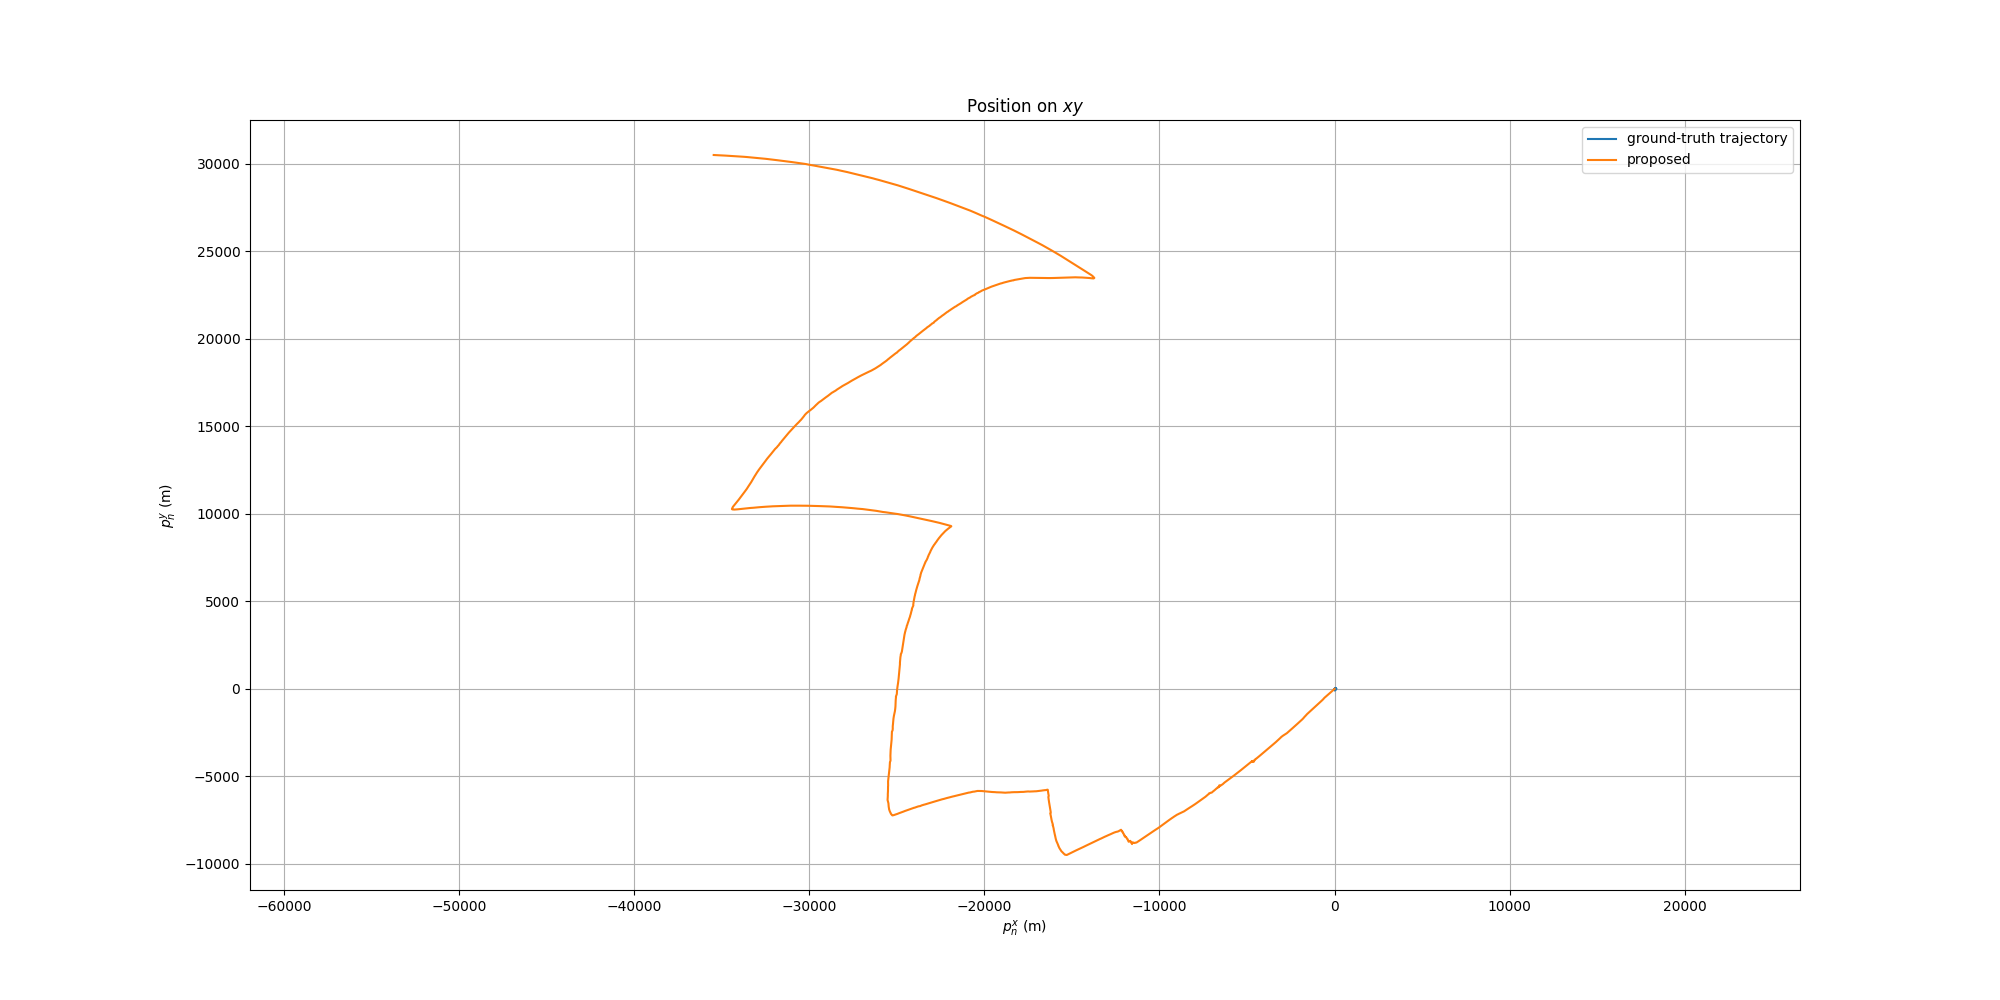 Position on xy
ground-truth trajectory
proposed
30000
25000
20000
15000
10000
5000
0
−5000
−10000
p_n^y (m)
−60000 −50000 −40000 −30000 −20000 −10000 0 10000 20000
p_n^x (m)